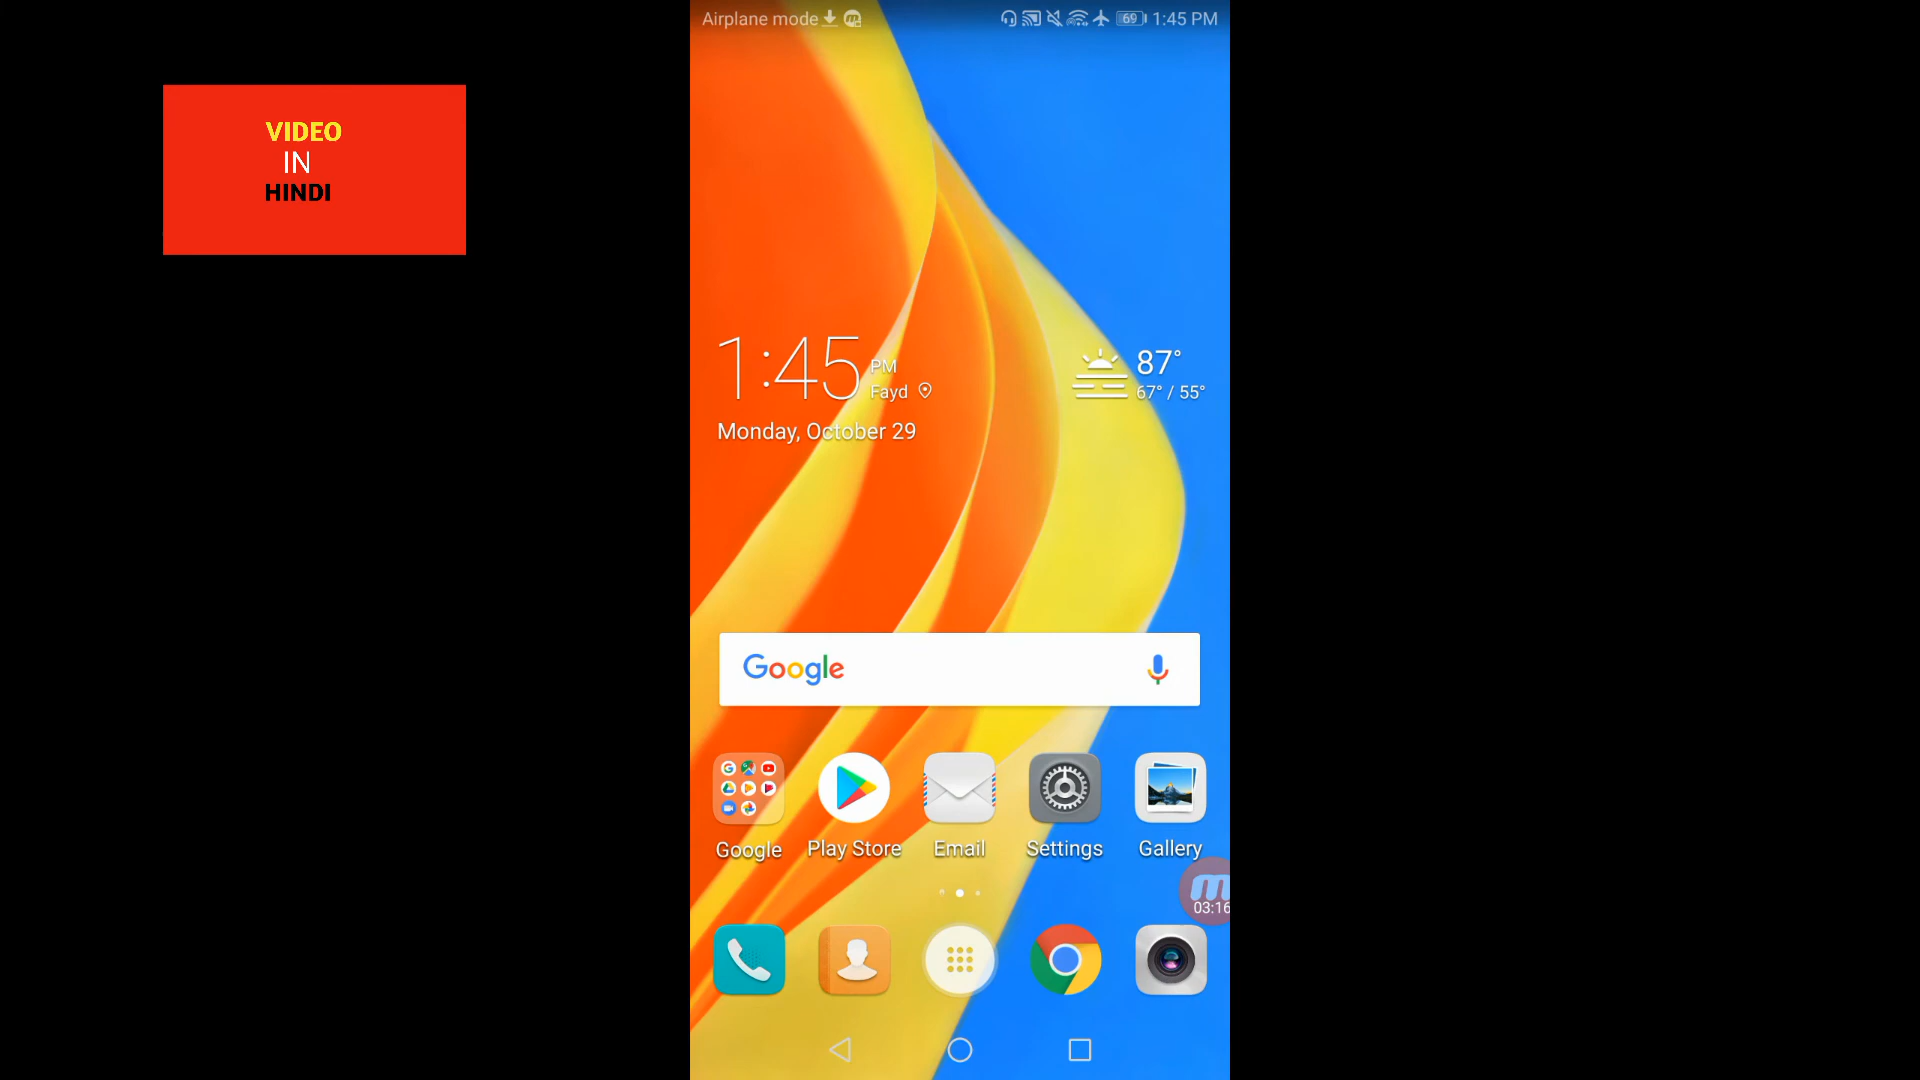 Airplane mode
69 1:45 PM
VIDEO
IN
HINDI
1:45 PM
Fayd
Monday, October 29
87°
67° / 55°
Google
Google
Play Store
Email
Settings
Gallery
03:16